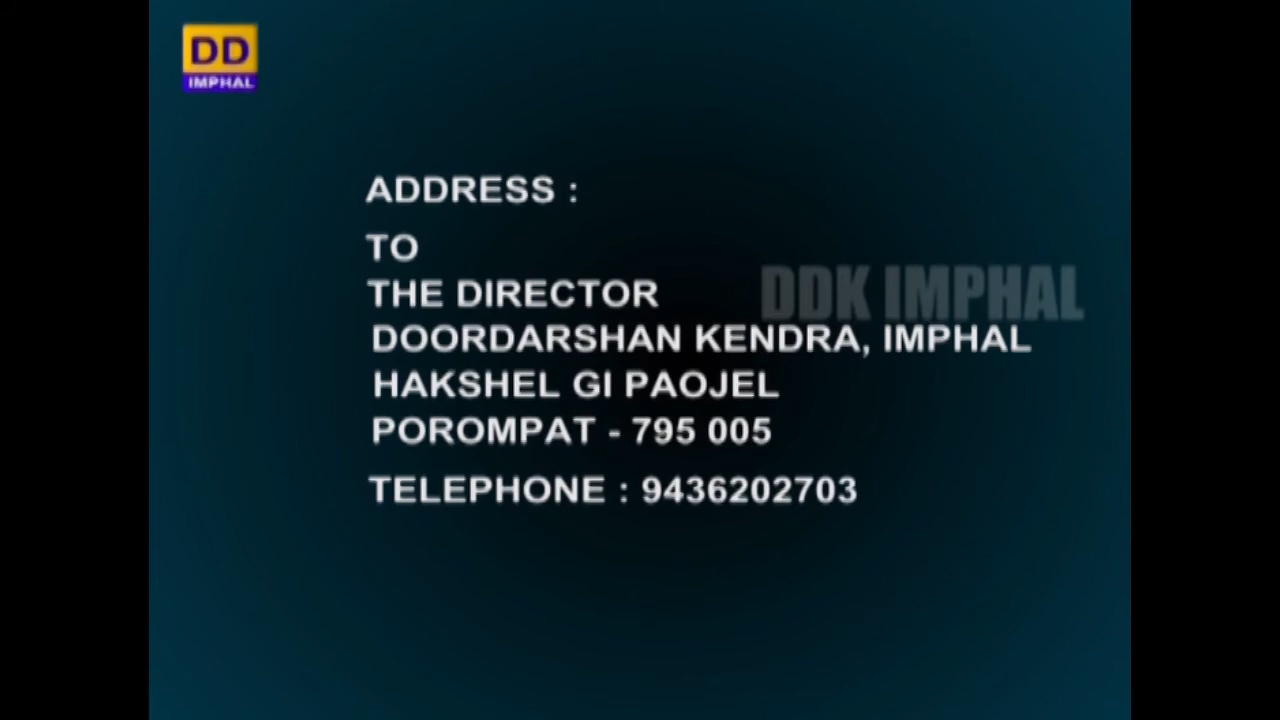 DD
IMPHAL
ADDRESS :
TO
THE DIRECTOR
DDK IMPHAL
DOORDARSHAN KENDRA, IMPHAL
HAKSHEL GI PAOJEL
POROMPAT - 795 005
TELEPHONE : 9436202703